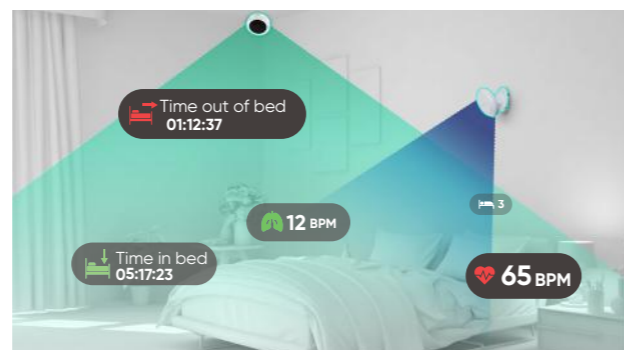 Time out of bed
01:12:37
12 BPM
3
Time in bed
05:17:23
65 BPM